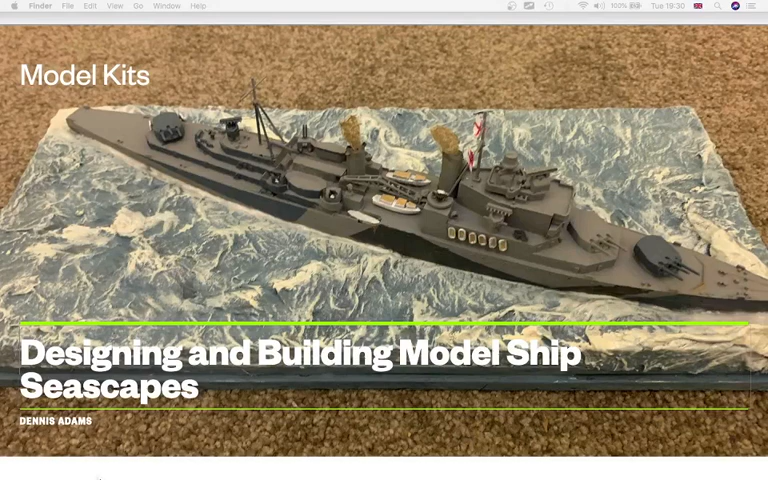 Finder File Edit View Go Window Help 100% Tue 19:30
Model Kits
Designing and Building Model Ship
Seascapes
DENNIS ADAMS